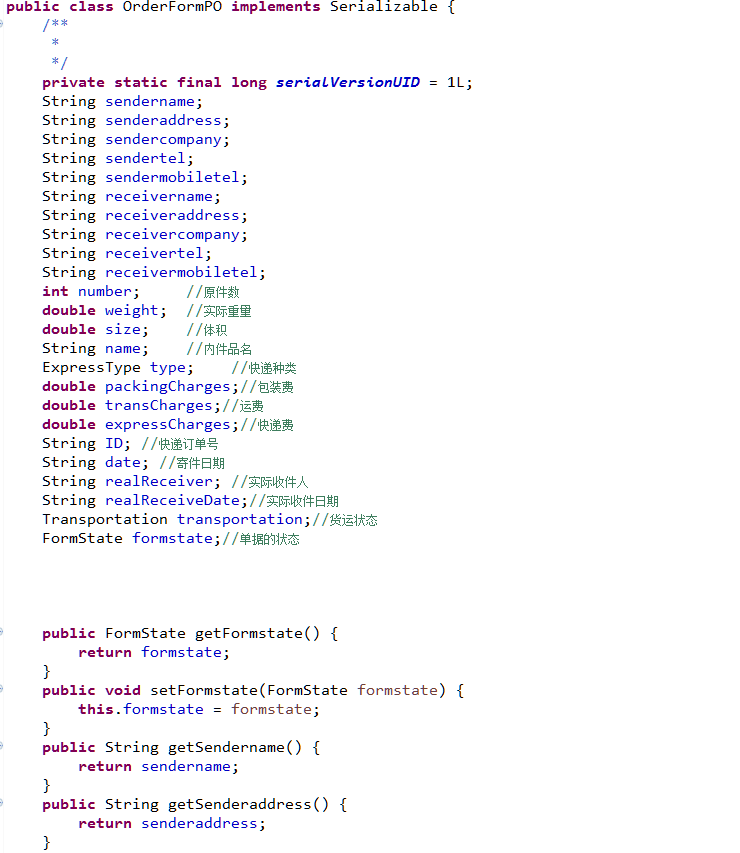 public class OrderFormPO implements Serializable {
/**
*
*/
private static final long serialVersionUID = 1L;
String sendername;
String senderaddress;
String sendercompany;
String sendertel;
String sendermobiletel;
String receivername;
String receiveraddress;
String receivercompany;
String receivertel;
String receivermobiletel;
int number;     //原件数
double weight;  //实际重量
double size;    //体积
String name;    //内件品名
ExpressType type;    //快递种类
double packingCharges;//包装费
double transCharges;//运费
double expressCharges;//快递费
String ID; //快递订单号
String date; //寄件日期
String realReceiver; //实际收件人
String realReceiveDate;//实际收件日期
Transportation transportation;//货运状态
FormState formstate;//单据的状态
public FormState getFormstate() {
return formstate;
}
public void setFormstate(FormState formstate) {
this.formstate = formstate;
}
public String getSendername() {
return sendername;
}
public String getSenderaddress() {
return senderaddress;
}